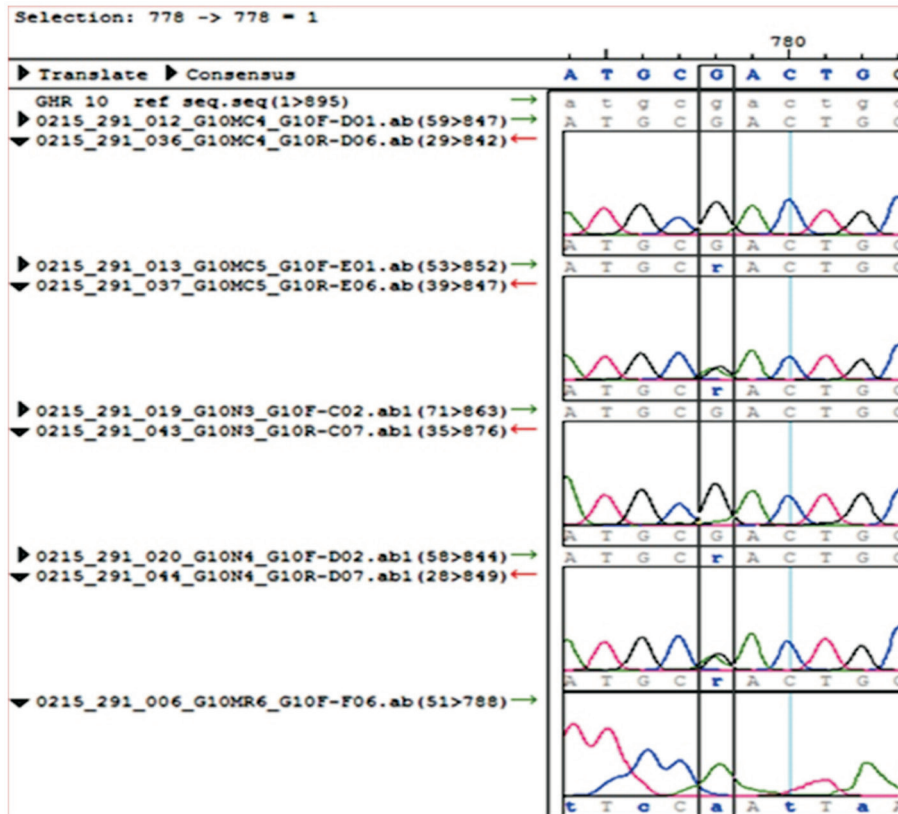 Selection: 778 -> 778 = 1
780
Translate Consensus A T G C G A C T G
GHR 10 ref seq.seq(1>895) → a t g c g a c t g
0215_291_012_G10MC4_G10F-D01.ab(59>847) → A T G C G A C T G
0215_291_036_G10MC4_G10R-D06.ab(29>842) ←
A T G C G A C T G
0215_291_013_G10MC5_G10F-E01.ab(53>852) → A T G C r A C T G
0215_291_037_G10MC5_G10R-E06.ab(39>847) ←
A T G C r A C T G
0215_291_019_G10N3_G10F-C02.ab1(71>863) → A T G C G A C T G
0215_291_043_G10N3_G10R-C07.ab1(35>876) ←
A T G C G A C T G
0215_291_020_G10N4_G10F-D02.ab1(58>844) → A T G C r A C T G
0215_291_044_G10N4_G10R-D07.ab1(28>849) ←
A T G C r A C T G
0215_291_006_G10MR6_G10F-F06.ab(51>788) →
t T c C a A t T a